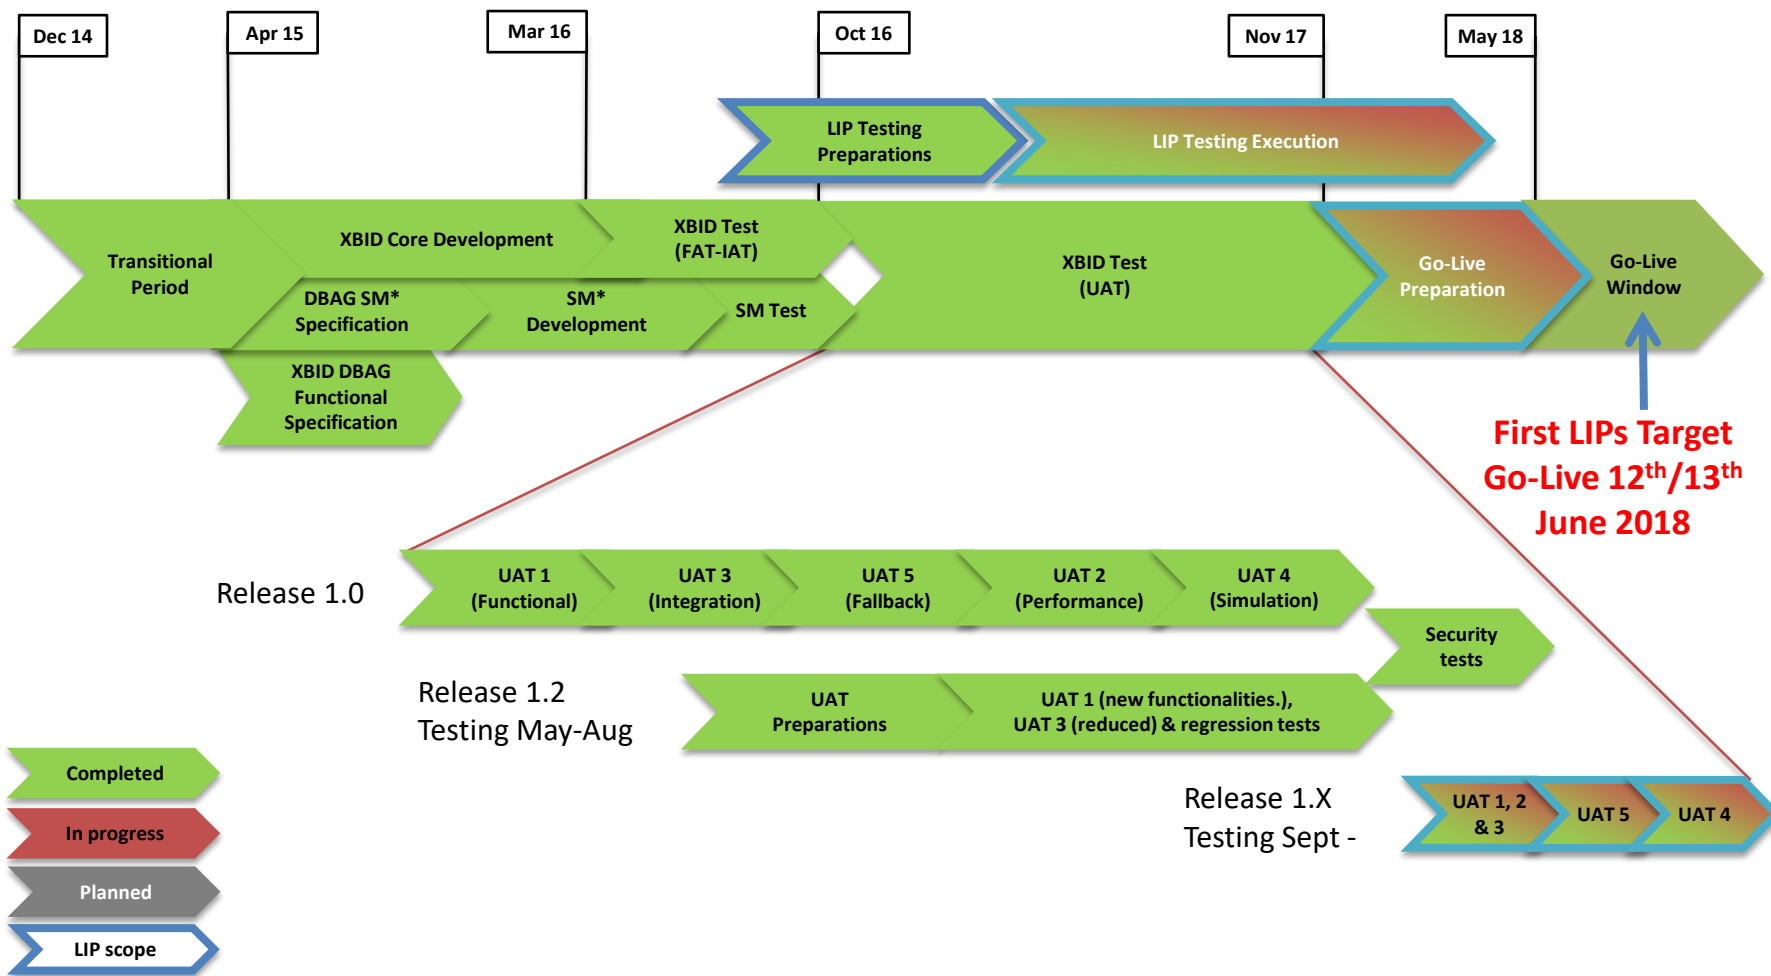 Dec 14
Apr 15
Mar 16
Oct 16
Nov 17
May 18
LIP Testing
Preparations
LIP Testing Execution
Transitional
Period
XBID Core Development
XBID Test
(FAT-IAT)
DBAG SM*
Specification
SM*
Development
SM Test
XBID Test
(UAT)
Go-Live
Preparation
Go-Live
Window
XBID DBAG
Functional
Specification
First LIPs Target
Go-Live 12th/13th
June 2018
Release 1.0
UAT 1
(Functional)
UAT 3
(Integration)
UAT 5
(Fallback)
UAT 2
(Performance)
UAT 4
(Simulation)
Security
tests
Release 1.2
Testing May-Aug
UAT
Preparations
UAT 1 (new functionalities.),
UAT 3 (reduced) & regression tests
Release 1.X
Testing Sept -
UAT 1, 2
& 3
UAT 5
UAT 4
Completed
In progress
Planned
LIP scope